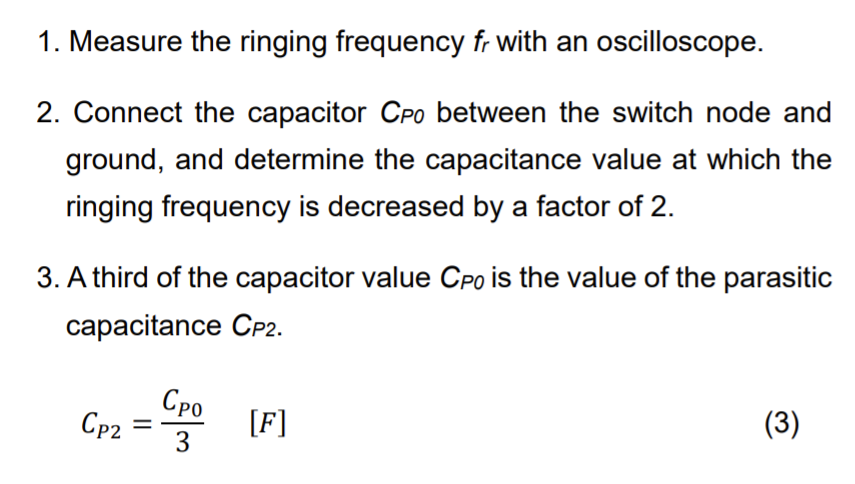 1. Measure the ringing frequency fr with an oscilloscope.
2. Connect the capacitor CP0 between the switch node and
ground, and determine the capacitance value at which the
ringing frequency is decreased by a factor of 2.
3. A third of the capacitor value CP0 is the value of the parasitic
capacitance CP2.
CP2 = CP0/3 [F] (3)